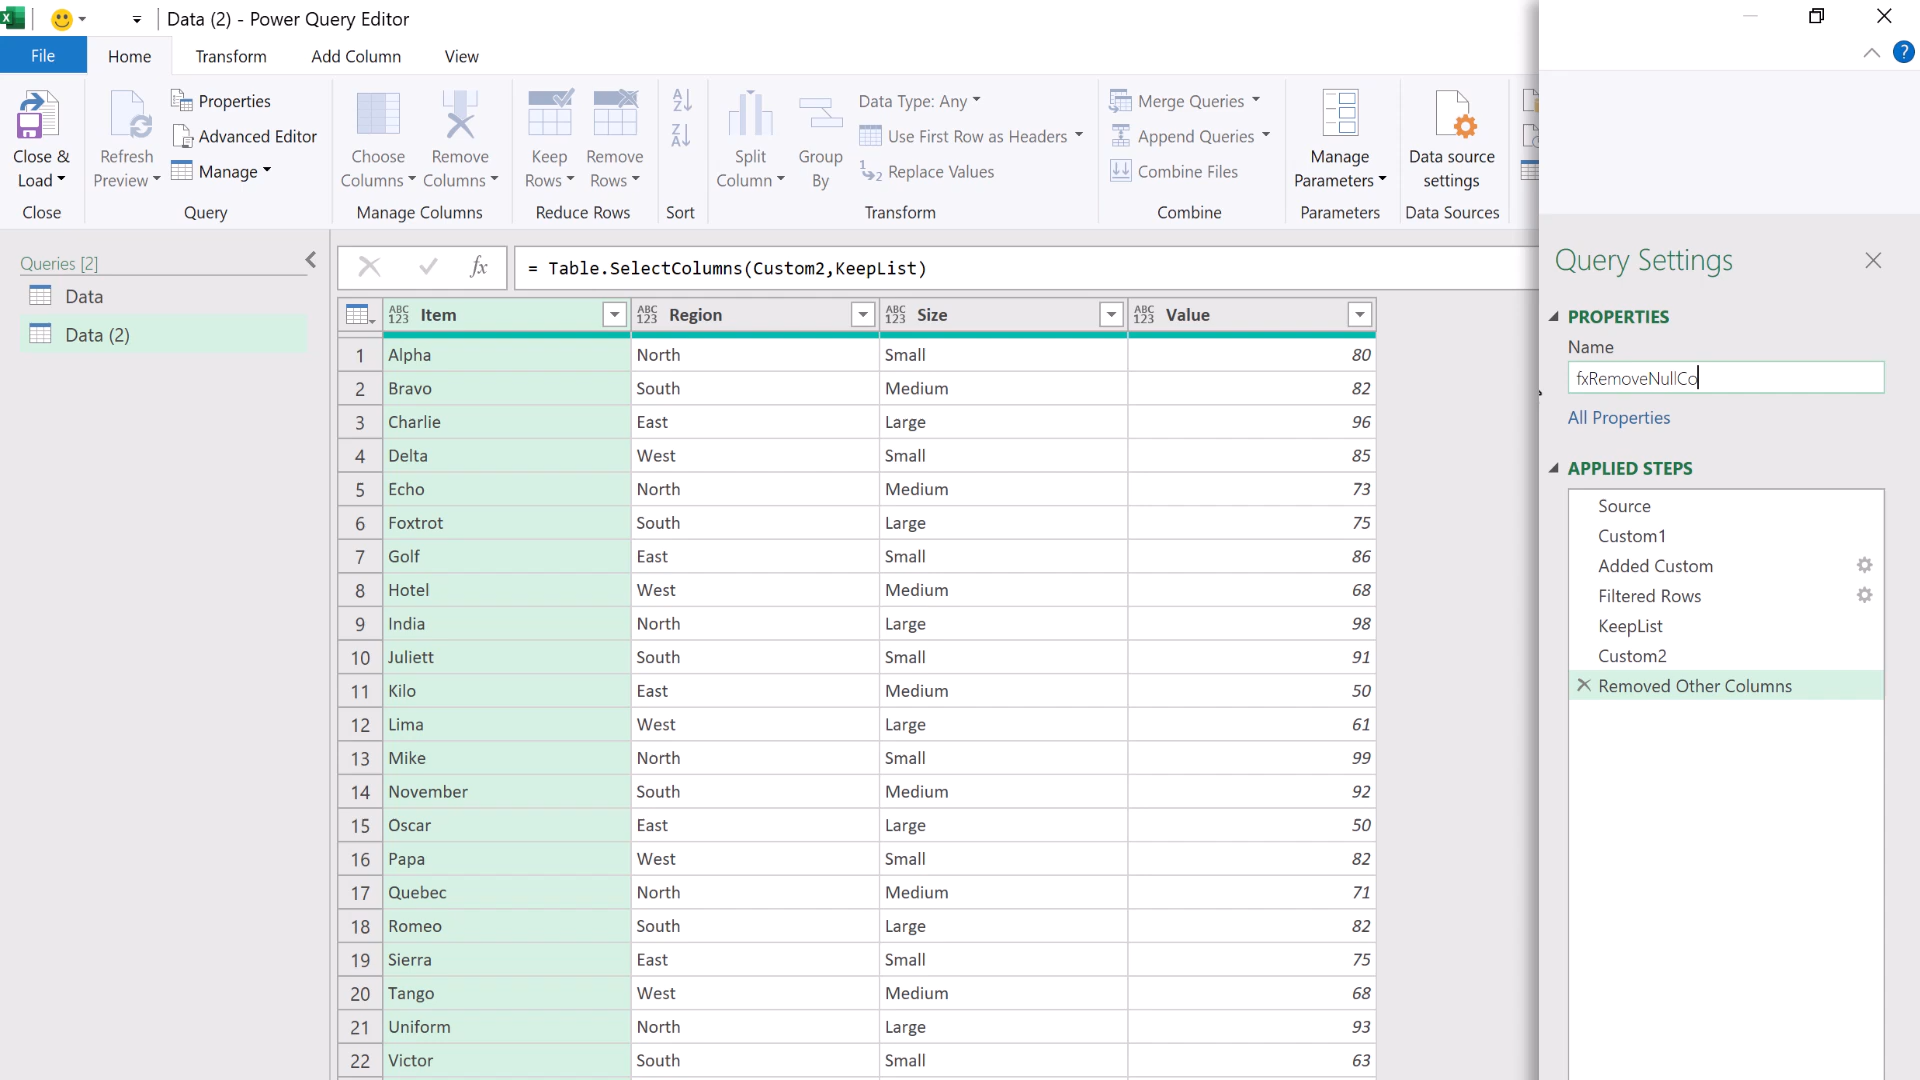 Data (2) - Power Query Editor
File Home Transform Add Column View
Close & Load
Close
Refresh Preview
Properties
Advanced Editor
Manage
Query
Choose Columns
Remove Columns
Manage Columns
Keep Rows
Remove Rows
Reduce Rows
Sort
Split Column
Group By
Data Type: Any
Use First Row as Headers
Replace Values
Transform
Merge Queries
Append Queries
Combine Files
Combine
Manage Parameters
Parameters
Data source settings
Data Sources
Queries [2]
Data
Data (2)
fx = Table.SelectColumns(Custom2,KeepList)
ABC 123 Item ABC 123 Region ABC 123 Size ABC 123 Value
1 Alpha North Small 80
2 Bravo South Medium 82
3 Charlie East Large 96
4 Delta West Small 85
5 Echo North Medium 73
6 Foxtrot South Large 75
7 Golf East Small 86
8 Hotel West Medium 68
9 India North Large 98
10 Juliett South Small 91
11 Kilo East Medium 50
12 Lima West Large 61
13 Mike North Small 99
14 November South Medium 92
15 Oscar East Large 50
16 Papa West Small 82
17 Quebec North Medium 71
18 Romeo South Large 82
19 Sierra East Small 75
20 Tango West Medium 68
21 Uniform North Large 93
22 Victor South Small 63
Query Settings
PROPERTIES
Name
fxRemoveNullCo
All Properties
APPLIED STEPS
Source
Custom1
Added Custom
Filtered Rows
KeepList
Custom2
Removed Other Columns